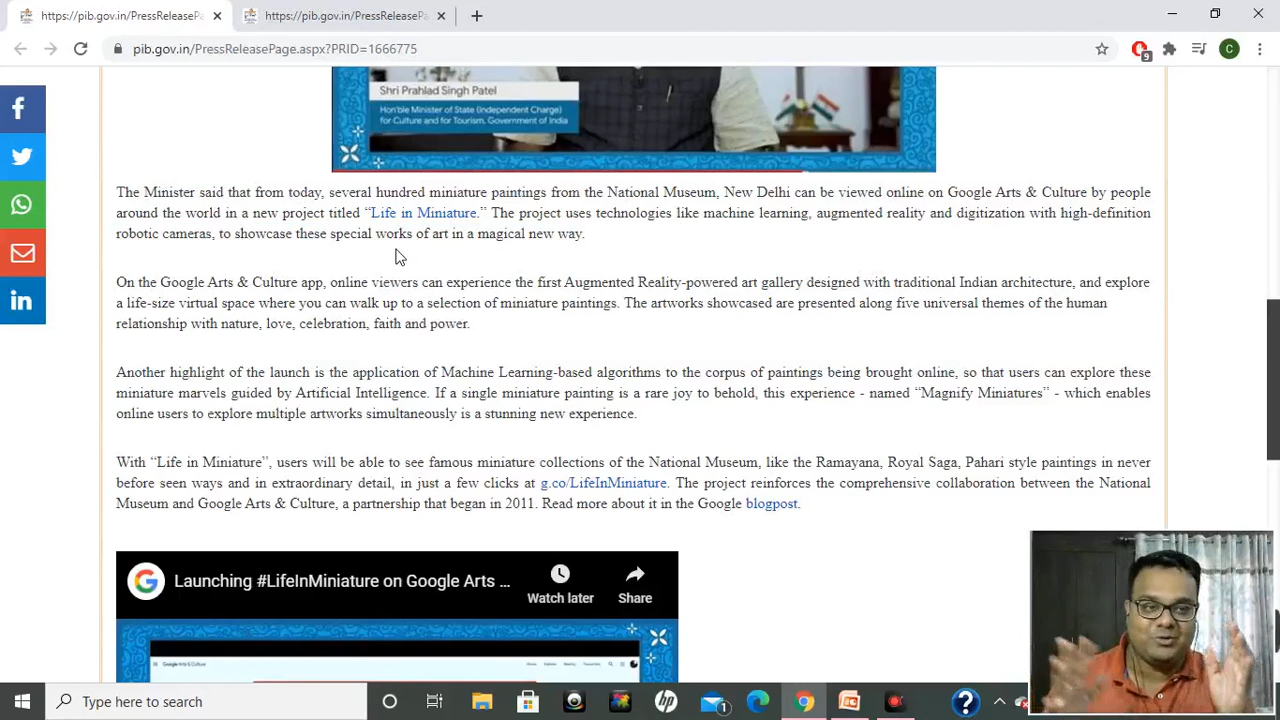 https://pib.gov.in/PressReleasePa
https://pib.gov.in/PressReleasePa
pib.gov.in/PressReleasePage.aspx?PRID=1666775
9
C
Shri Prahlad Singh Patel
Hon'ble Minister of State (Independent Charge)
for Culture and for Tourism, Government of India
The Minister said that from today, several hundred miniature paintings from the National Museum, New Delhi can be viewed online on Google Arts & Culture by people
around the world in a new project titled “Life in Miniature.” The project uses technologies like machine learning, augmented reality and digitization with high-definition
robotic cameras, to showcase these special works of art in a magical new way.
On the Google Arts & Culture app, online viewers can experience the first Augmented Reality-powered art gallery designed with traditional Indian architecture, and explore
a life-size virtual space where you can walk up to a selection of miniature paintings. The artworks showcased are presented along five universal themes of the human
relationship with nature, love, celebration, faith and power.
Another highlight of the launch is the application of Machine Learning-based algorithms to the corpus of paintings being brought online, so that users can explore these
miniature marvels guided by Artificial Intelligence. If a single miniature painting is a rare joy to behold, this experience - named “Magnify Miniatures” - which enables
online users to explore multiple artworks simultaneously is a stunning new experience.
With “Life in Miniature”, users will be able to see famous miniature collections of the National Museum, like the Ramayana, Royal Saga, Pahari style paintings in never
before seen ways and in extraordinary detail, in just a few clicks at g.co/LifeInMiniature. The project reinforces the comprehensive collaboration between the National
Museum and Google Arts & Culture, a partnership that began in 2011. Read more about it in the Google blogpost.
Launching #LifeInMiniature on Google Arts ...
Watch later
Share
Google Arts & Culture
Type here to search
1